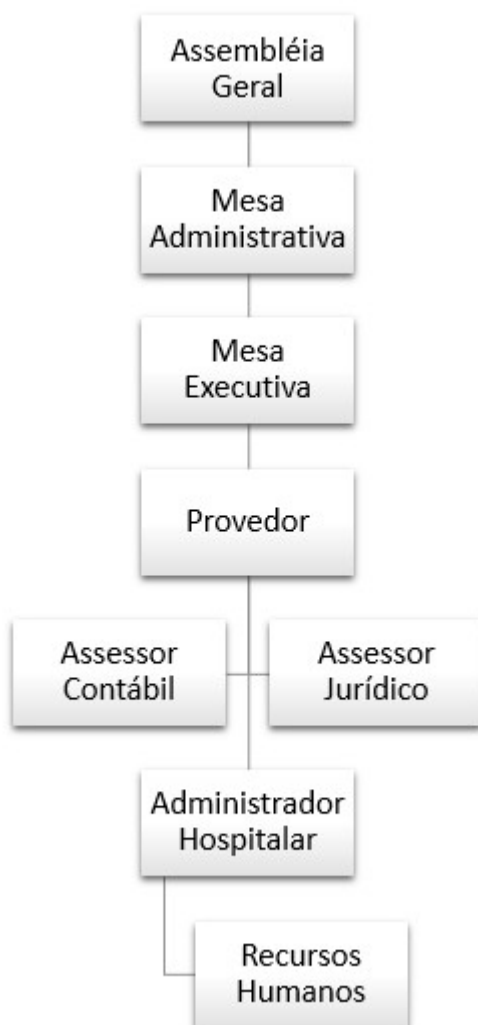 Assembléia
Geral
Mesa
Administrativa
Mesa
Executiva
Provedor
Assessor
Contábil
Assessor
Jurídico
Administrador
Hospitalar
Recursos
Humanos